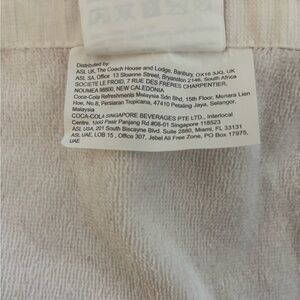 Distributed by:
ASL UK, The Coach House and Lodge, Banbury, OX16 3JQ, UK
ASL SA, Office 13 Sloanne Street, Bryanston 2146, South Africa
SOCIETE LE FROID, 7 RUE DES FRÈRES CHARPENTIER,
NOUMEA 98800, NEW CALEDONIA
Coca-Cola Refreshments Malaysia Sdn Bhd, 15th Floor, Menara Lien
Hoe, No.8, Persiaran Tropicana, 47410 Petaling Jaya, Selangor,
Malaysia
COCA-COLA SINGAPORE BEVERAGES PTE LTD., Interlocal
Centre, 100G Pasir Panjang Rd #08-01 Singapore 118523
ASL USA, 201 South Biscayne Blvd. Suite 2880, Miami, FL 33131
ASL UAE, LOB 15, Office 307, Jebel Ali Free Zone, PO Box 17975,
UAE